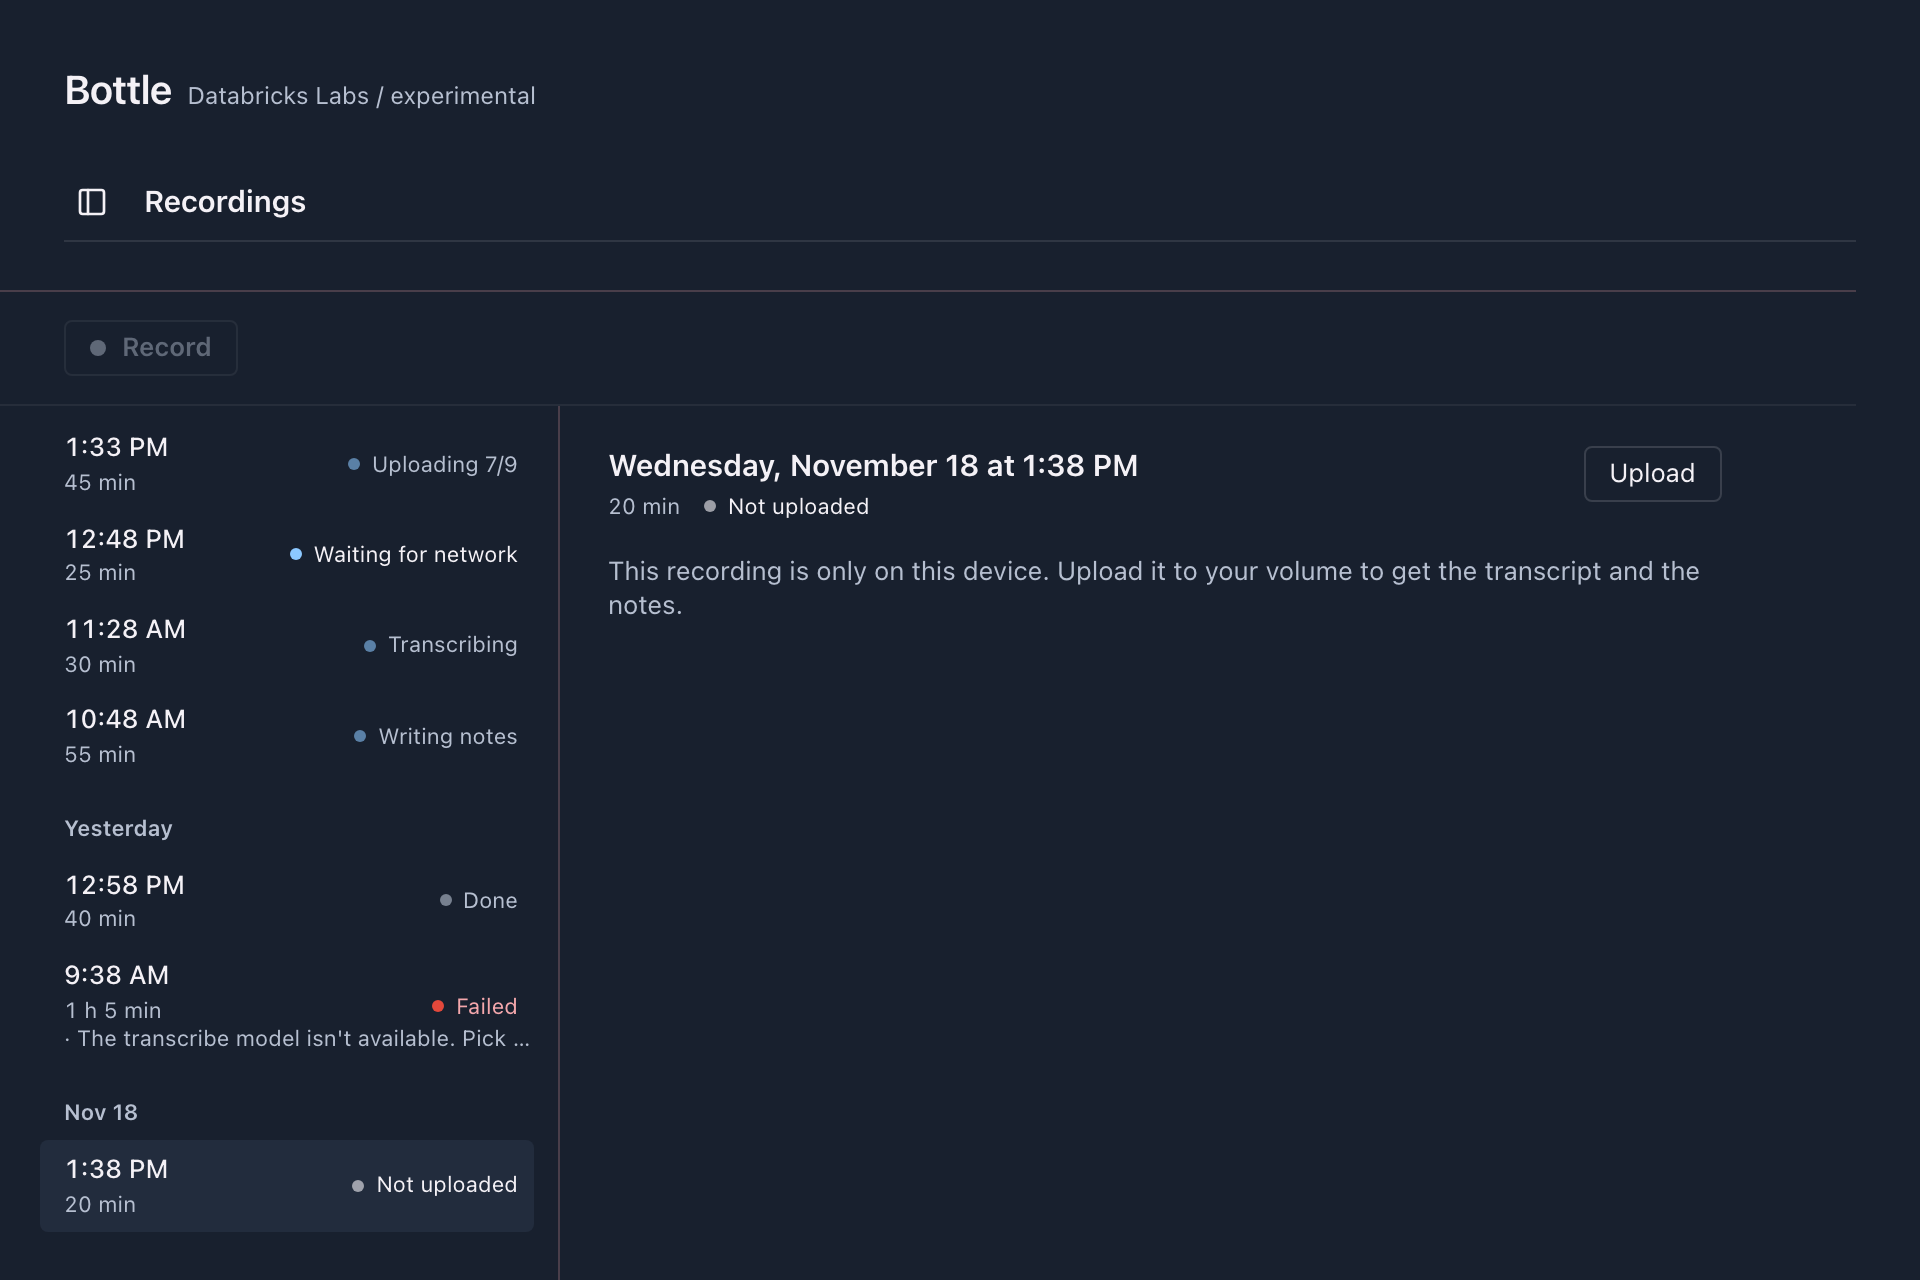 Bottle Databricks Labs / experimental
Recordings
Record
1:33 PM
45 min
Uploading 7/9
12:48 PM
25 min
Waiting for network
11:28 AM
30 min
Transcribing
10:48 AM
55 min
Writing notes
Yesterday
12:58 PM
40 min
Done
9:38 AM
1 h 5 min
Failed
· The transcribe model isn't available. Pick ...
Nov 18
1:38 PM
20 min
Not uploaded
Wednesday, November 18 at 1:38 PM
20 min Not uploaded
Upload
This recording is only on this device. Upload it to your volume to get the transcript and the
notes.